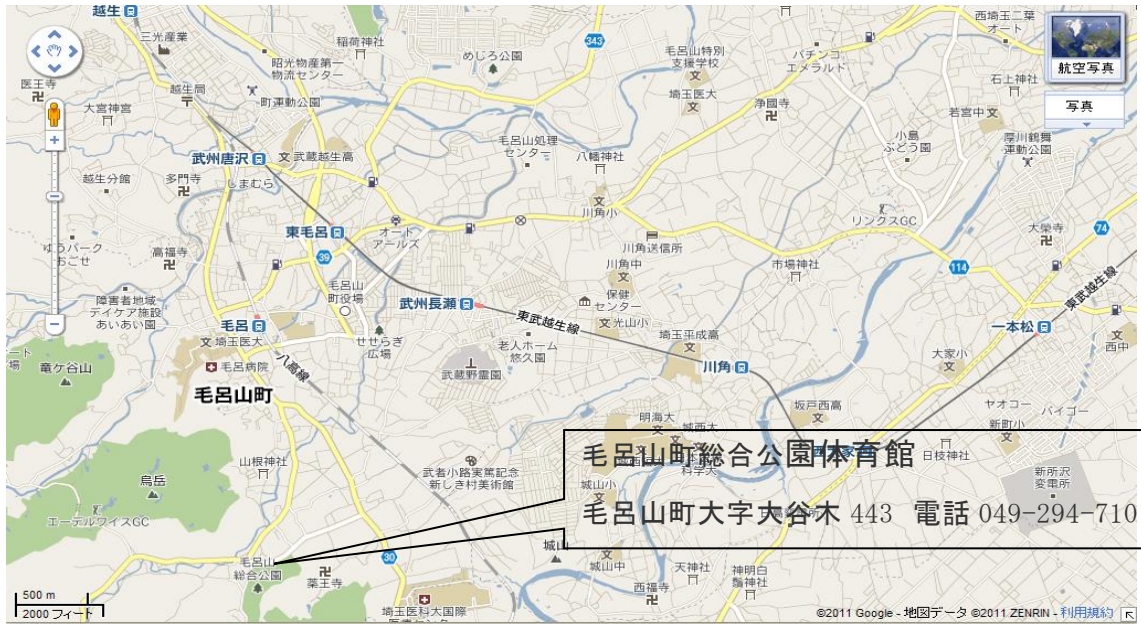 越生
三光産業
稲荷神社
343
めじろ公園
毛呂山特別
支援学校
パチンコ
エメラルド
西埼玉二葉
オート
航空写真
写真
医王寺
越生局
昭光物産第一
物流センター
町運動公園
埼玉医大
浄國寺
石上神社
大宮神宮
若宮中
厚川鶴舞
運動公園
武州唐沢
武蔵越生高
毛呂山処理
センター
八幡神社
小島
ぶどう園
越生分館
多門寺
しまむら
川角小
リンクスGC
大榮寺
74
東毛呂
オート
アールズ
川角送信所
ゆうパーク
おごせ
高福寺
39
川角中
市場神社
114
毛呂山
町役場
保健
センター
東武越生線
障害者地域
デイケア施設
あいあい園
武州長瀬
東武越生線
光山小
一本松
毛呂
埼玉医大
せせらぎ
広場
老人ホーム
悠久園
埼玉平成高
西中
竜ケ谷山
毛呂病院
八高線
武蔵野霊園
川角
大家小
毛呂山町
坂戸西高
ヤオコー
バイゴー
明海大
城西大
新町小
毛呂山町総合公園体育館
日枝神社
山根神社
武者小路実篤記念
新しき村美術館
城山小
新所沢
変電所
烏岳
毛呂山町大字大谷木 443 電話 049-294-710
エーデルワイスGC
毛呂山
総合公園
薬王寺
30
城山
城山中
天神社
神明白
鬚神社
西福寺
埼玉医科大国際
500 m
2000 フィート
©2011 Google - 地図データ ©2011 ZENRIN - 利用規約